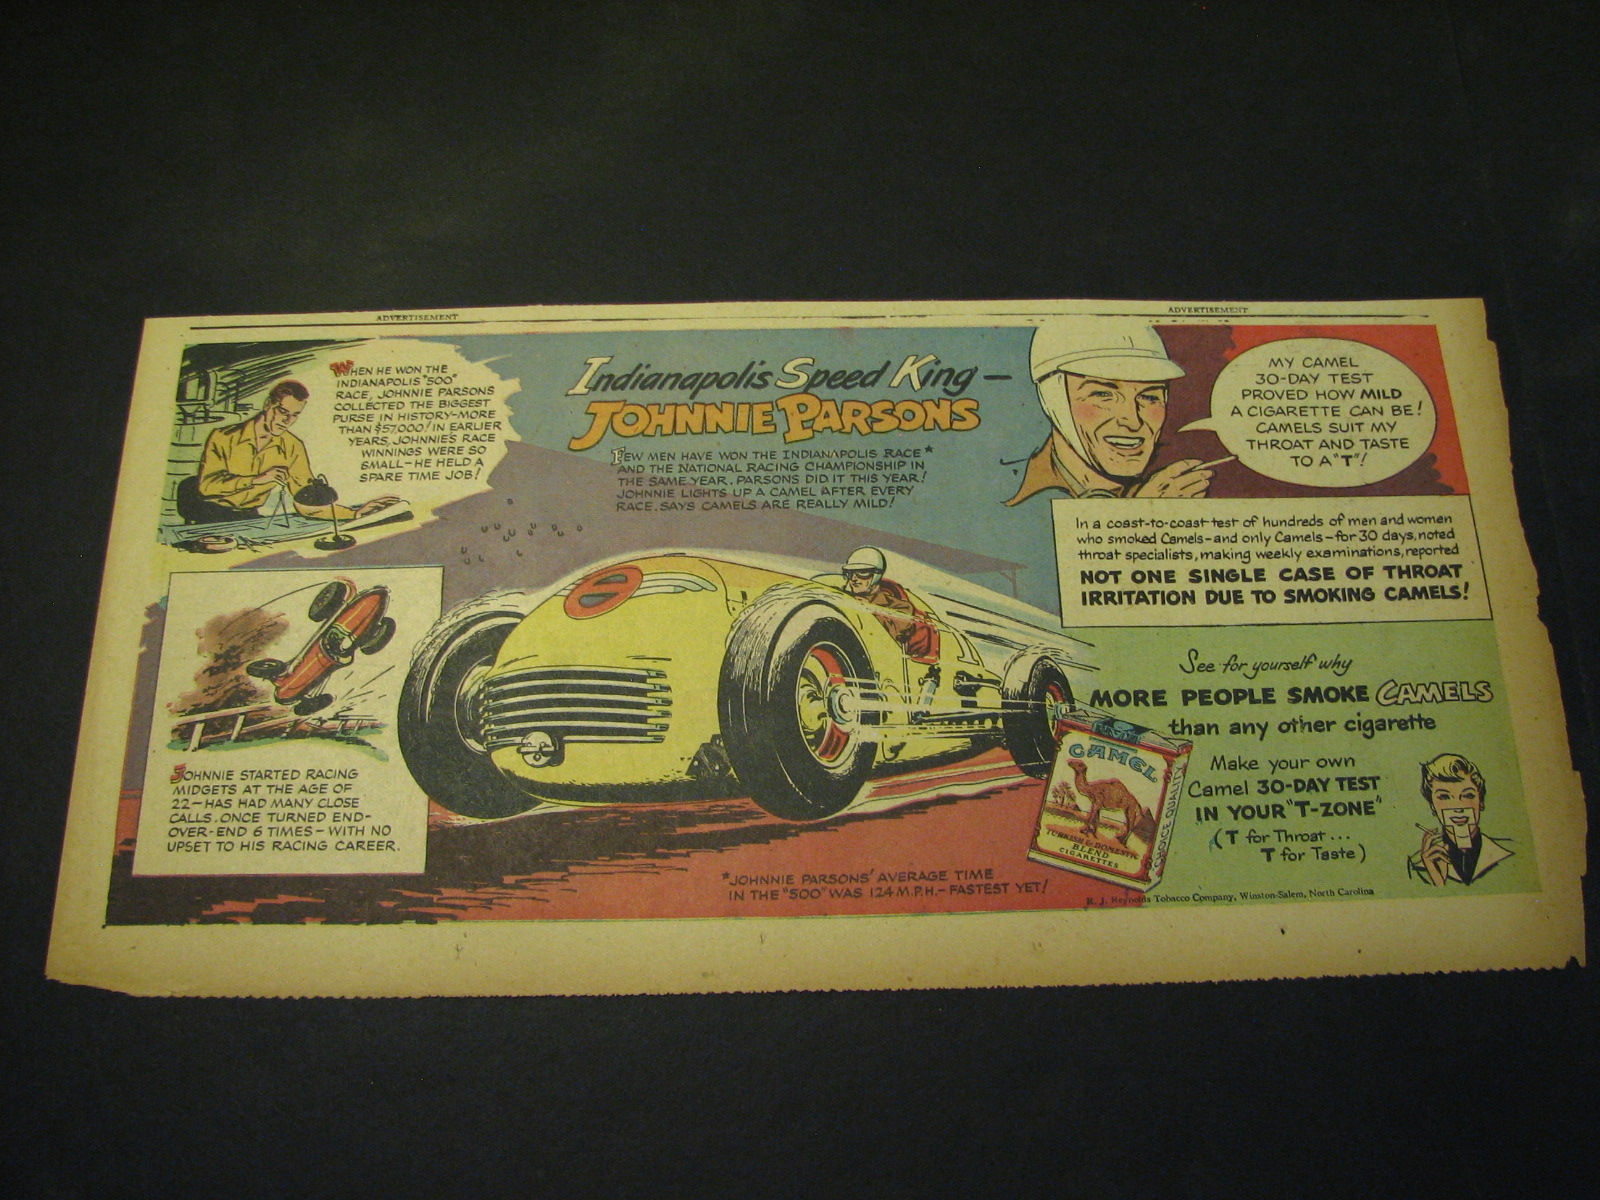 ADVERTISEMENT
ADVERTISEMENT
WHEN HE WON THE
INDIANAPOLIS "500"
RACE, JOHNNIE PARSONS
COLLECTED THE BIGGEST
PURSE IN HISTORY—MORE
THAN $57,000! IN EARLIER
YEARS, JOHNNIE'S RACE
WINNINGS WERE SO
SMALL—HE HELD A
SPARE TIME JOB!
Indianapolis Speed King—
JOHNNIE PARSONS
FEW MEN HAVE WON THE INDIANAPOLIS RACE*
AND THE NATIONAL RACING CHAMPIONSHIP IN
THE SAME YEAR. PARSONS DID IT THIS YEAR!
JOHNNIE LIGHTS UP A CAMEL AFTER EVERY
RACE. SAYS CAMELS ARE REALLY MILD!
MY CAMEL
30-DAY TEST
PROVED HOW MILD
A CIGARETTE CAN BE!
CAMELS SUIT MY
THROAT AND TASTE
TO A "T"!
In a coast-to-coast test of hundreds of men and women
who smoked Camels—and only Camels—for 30 days, noted
throat specialists, making weekly examinations, reported
NOT ONE SINGLE CASE OF THROAT
IRRITATION DUE TO SMOKING CAMELS!
JOHNNIE STARTED RACING
MIDGETS AT THE AGE OF
22—HAS HAD MANY CLOSE
CALLS. ONCE TURNED END-
OVER-END 6 TIMES—WITH NO
UPSET TO HIS RACING CAREER.
See for yourself why
MORE PEOPLE SMOKE CAMELS
than any other cigarette
Make your own
Camel 30-DAY TEST
IN YOUR "T-ZONE"
(T for Throat...
T for Taste)
CAMEL
TURKISH & DOMESTIC
BLEND
CIGARETTES
CHOICE QUALITY
*JOHNNIE PARSONS' AVERAGE TIME
IN THE "500" WAS 124 M.P.H.—FASTEST YET!
R. J. Reynolds Tobacco Company, Winston-Salem, North Carolina